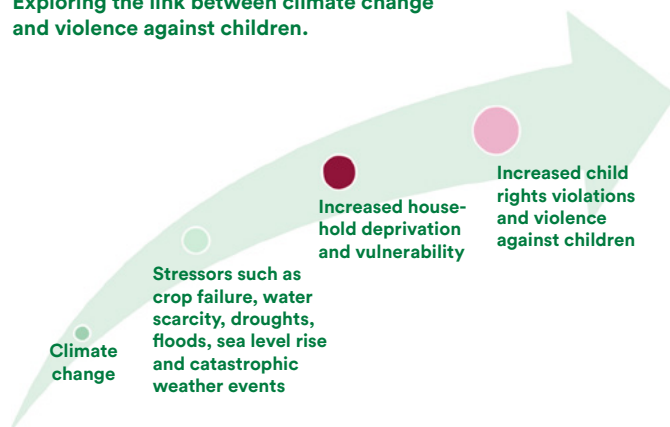 Exploring the link between climate change
and violence against children.
Increased child
rights violations
and violence
against children
Increased house-
hold deprivation
and vulnerability
Stressors such as
crop failure, water
scarcity, droughts,
floods, sea level rise
and catastrophic
weather events
Climate
change